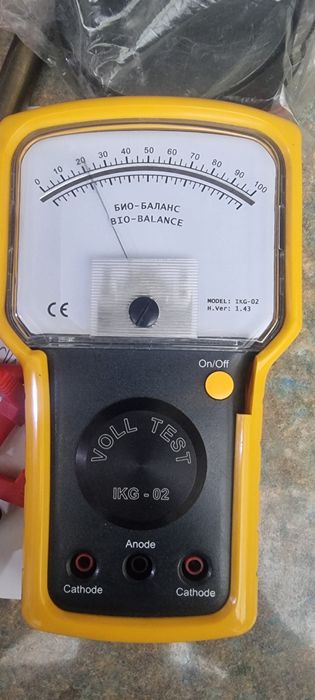 0 10 20 30 40 50 60 70 80 90 100
БИО-БАЛАНС
BIO-BALANCE
CE
MODEL: IKG-02
H.Ver: 1.43
On/Off
VOLL TEST
IKG - 02
Anode
Cathode
Cathode